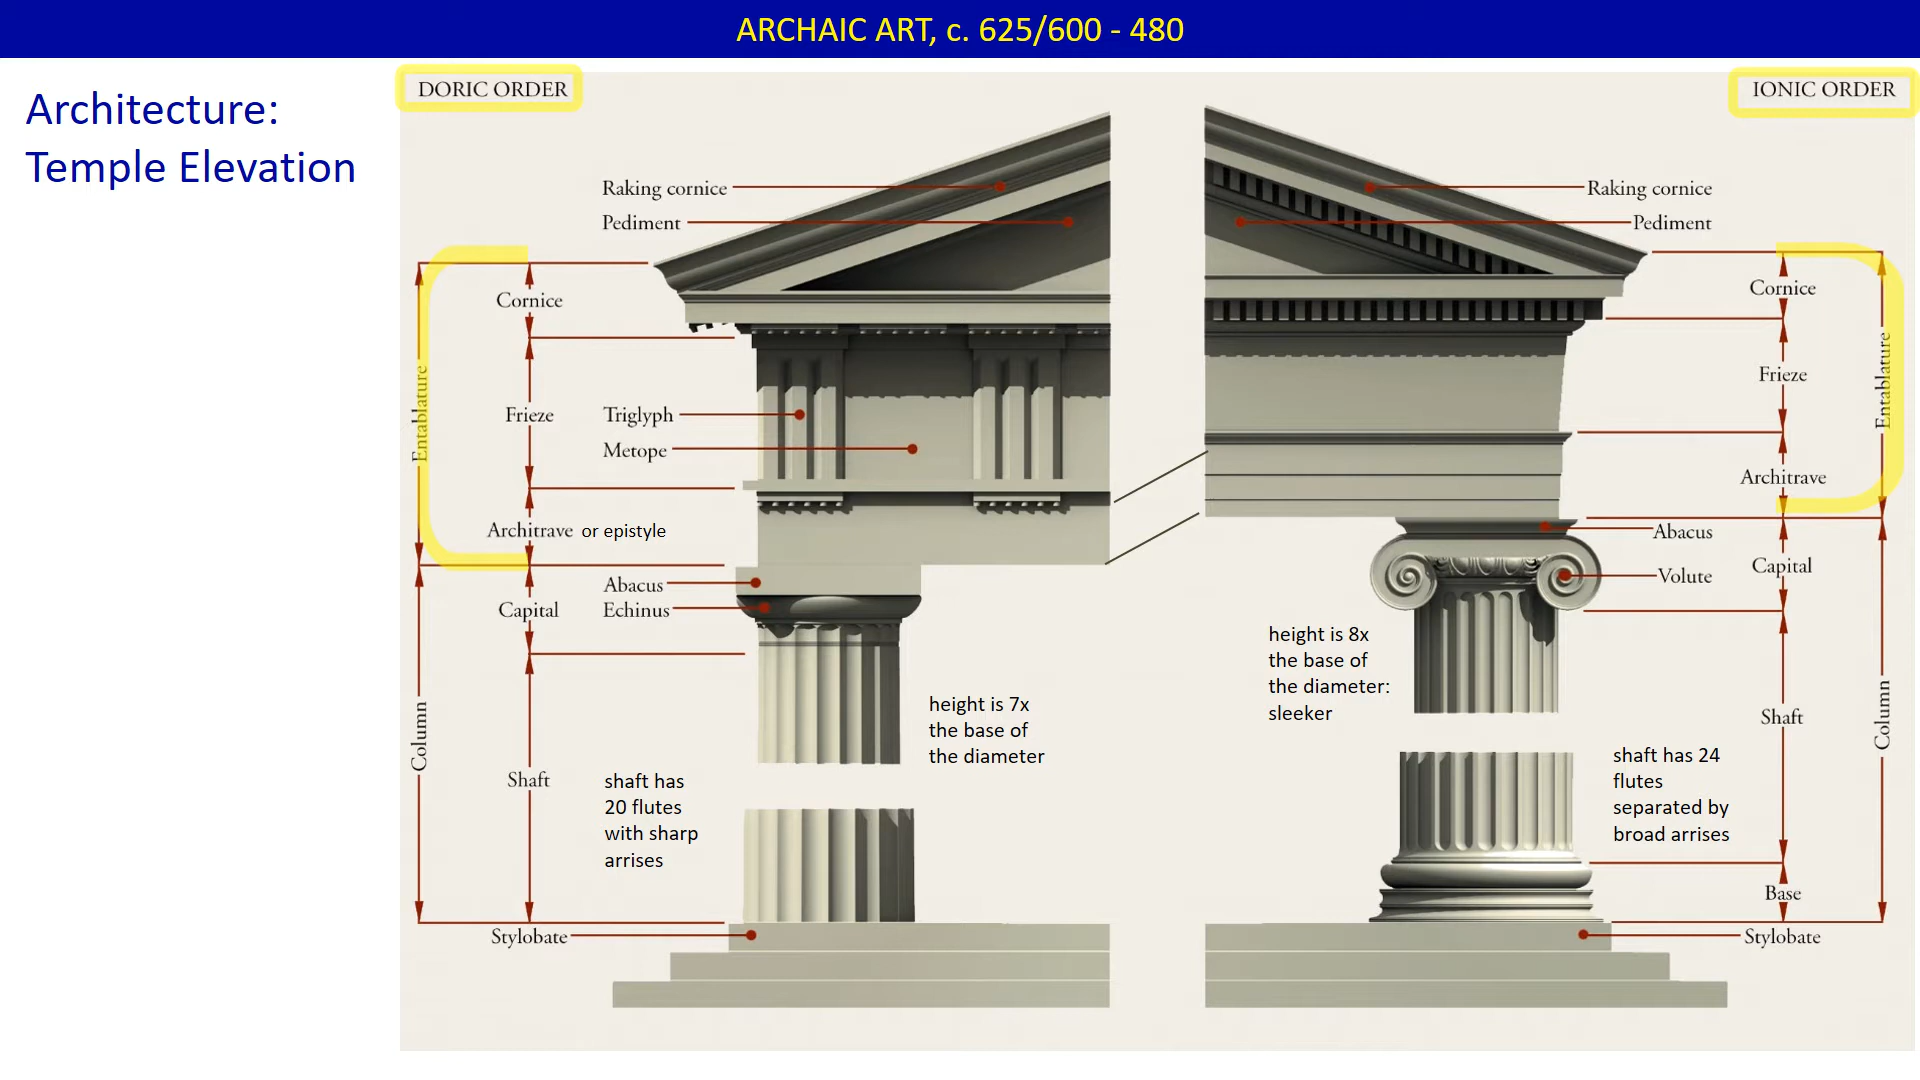 ARCHAIC ART, c. 625/600 - 480
Architecture:
Temple Elevation
DORIC ORDER
Raking cornice
Pediment
Cornice
Entablature
Frieze
Triglyph
Metope
Architrave or epistyle
Abacus
Echinus
Capital
height is 7x
the base of
the diameter
Column
Shaft
shaft has
20 flutes
with sharp
arrises
Stylobate
IONIC ORDER
Raking cornice
Pediment
Cornice
Entablature
Frieze
Architrave
Abacus
Capital
Volute
height is 8x
the base of
the diameter:
sleeker
Shaft
Column
shaft has 24
flutes
separated by
broad arrises
Base
Stylobate